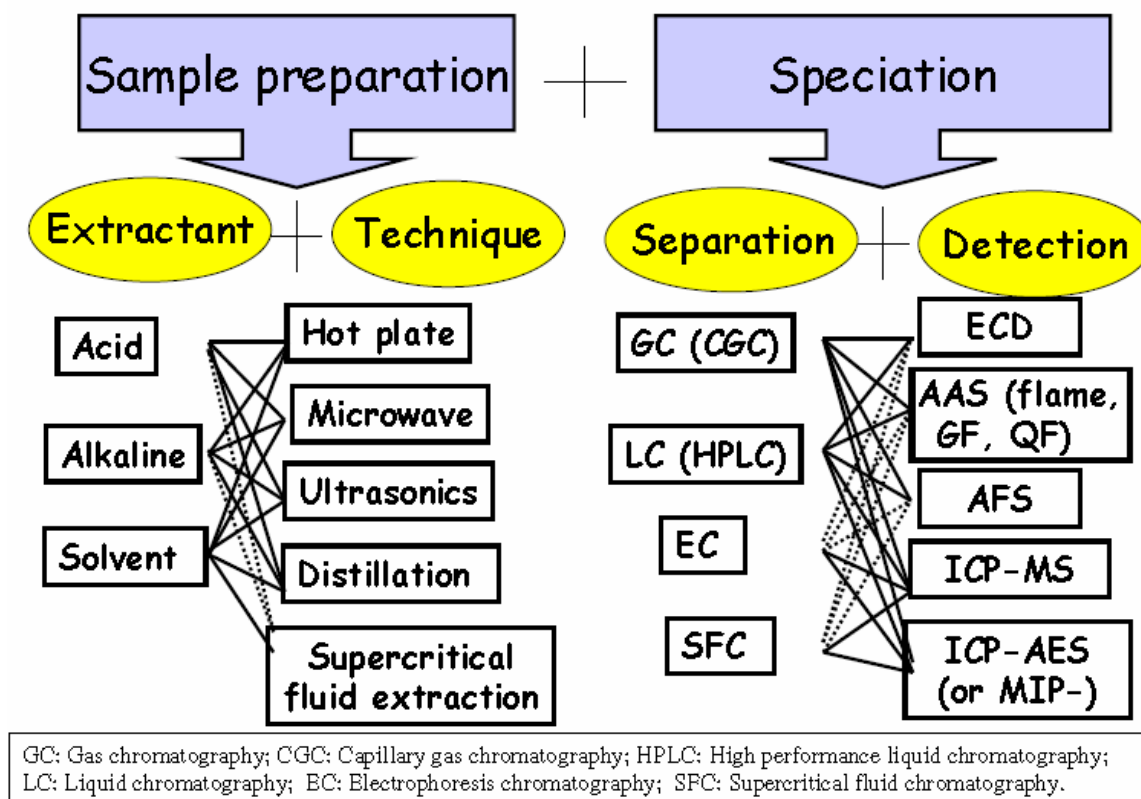 Sample preparation
Speciation
Extractant
Technique
Separation
Detection
Acid
Alkaline
Solvent
Hot plate
Microwave
Ultrasonics
Distillation
Supercritical
fluid extraction
GC (CGC)
LC (HPLC)
EC
SFC
ECD
AAS (flame,
GF, QF)
AFS
ICP-MS
ICP-AES
(or MIP-)
GC: Gas chromatography; CGC: Capillary gas chromatography; HPLC: High performance liquid chromatography;
LC: Liquid chromatography; EC: Electrophoresis chromatography; SFC: Supercritical fluid chromatography.